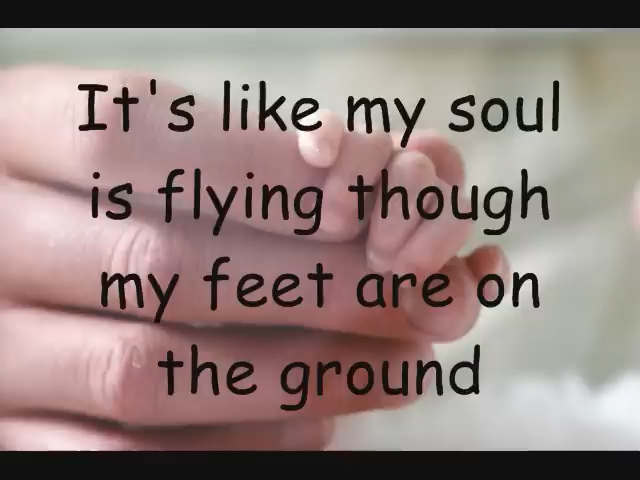 It's like my soul
is flying though
my feet are on
the ground